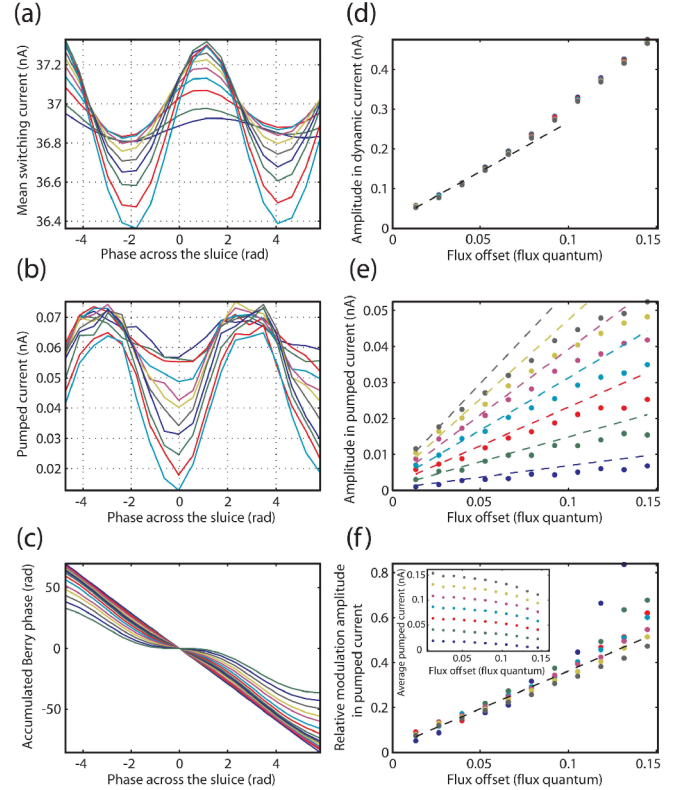 (a)
Mean switching current (nA)
37.2
37
36.8
36.6
36.4
-4 -2 0 2 4
Phase across the sluice (rad)
(b)
Pumped current (nA)
0.07
0.06
0.05
0.04
0.03
0.02
-4 -2 0 2 4
Phase across the sluice (rad)
(c)
Accumulated Berry phase (rad)
50
0
-50
-4 -2 0 2 4
Phase across the sluice (rad)
(d)
Amplitude in dynamic current (nA)
0.4
0.3
0.2
0.1
0
0 0.05 0.1 0.15
Flux offset (flux quantum)
(e)
Amplitude in pumped current (nA)
0.05
0.04
0.03
0.02
0.01
0
0 0.05 0.1 0.15
Flux offset (flux quantum)
(f)
Relative modulation amplitude
in pumped current
0.8
0.6
0.4
0.2
0
0 0.05 0.1 0.15
Flux offset (flux quantum)
Average pumped current (nA)
0.15
0.10
0.05
0
0.05 0.10 0.15
Flux offset (flux quantum)